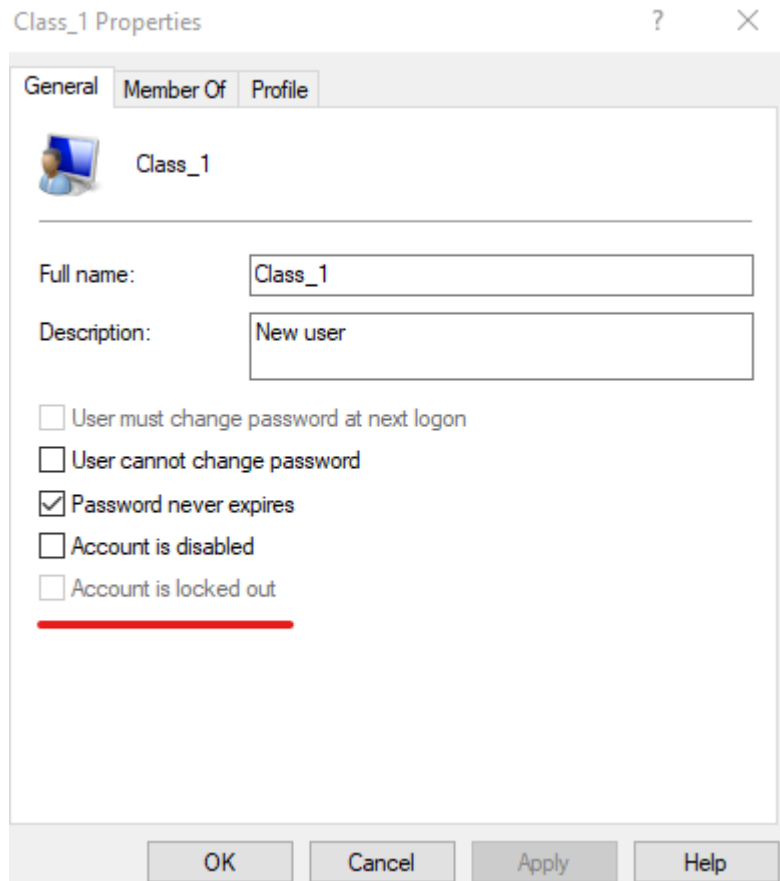 Class_1 Properties ? ×
General Member Of Profile
Class_1
Full name: Class_1
Description: New user
User must change password at next logon
User cannot change password
Password never expires
Account is disabled
Account is locked out
OK Cancel Apply Help